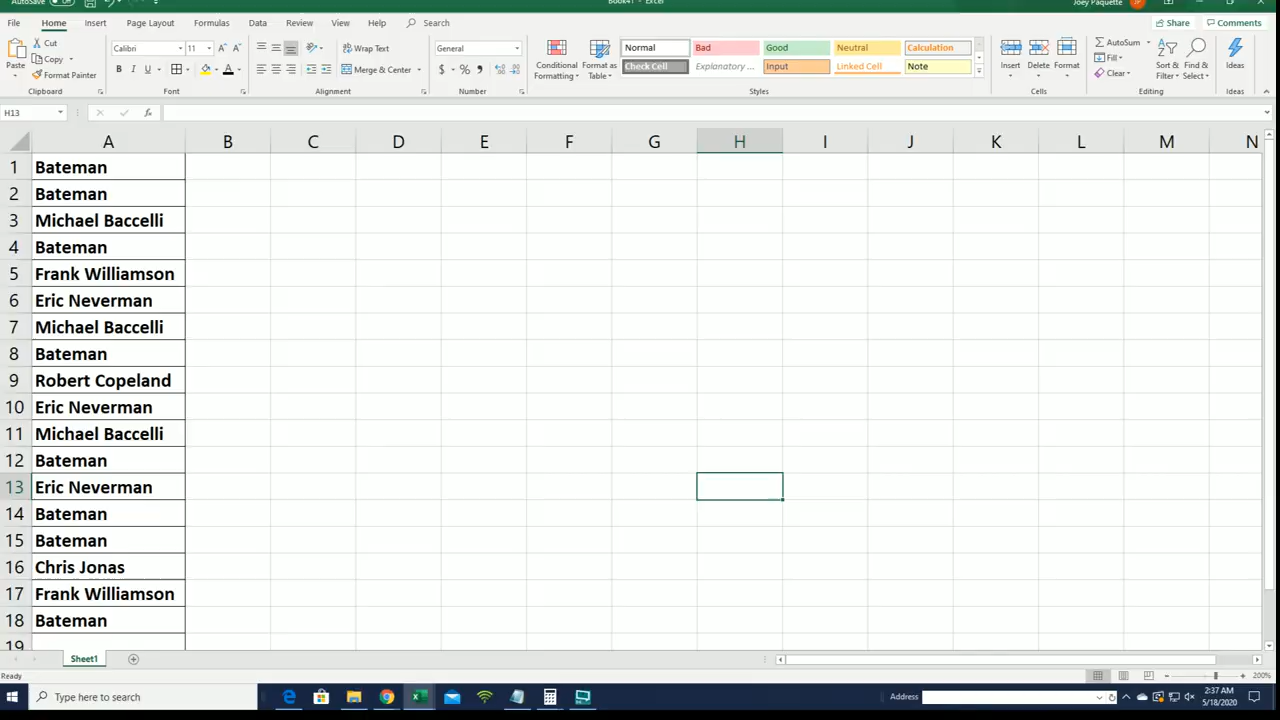 AutoSave Off Book41 - Excel Joey Paquette JP
File Home Insert Page Layout Formulas Data Review View Help Search Share Comments
Paste Cut Copy Format Painter Clipboard
Calibri 11 A A B I U A Font
Wrap Text Merge & Center Alignment
General $ % , Number
Conditional Formatting Format as Table
Normal Bad Good Neutral Calculation
Check Cell Explanatory ... Input Linked Cell Note
Styles
Insert Delete Format Cells
AutoSum Fill Clear Sort & Filter Find & Select Editing
Ideas Ideas
H13 fx
A B C D E F G H I J K L M N
1 Bateman
2 Bateman
3 Michael Baccelli
4 Bateman
5 Frank Williamson
6 Eric Neverman
7 Michael Baccelli
8 Bateman
9 Robert Copeland
10 Eric Neverman
11 Michael Baccelli
12 Bateman
13 Eric Neverman
14 Bateman
15 Bateman
16 Chris Jonas
17 Frank Williamson
18 Bateman
19
Sheet1
Ready 200%
Type here to search Address 2:37 AM
5/18/2020